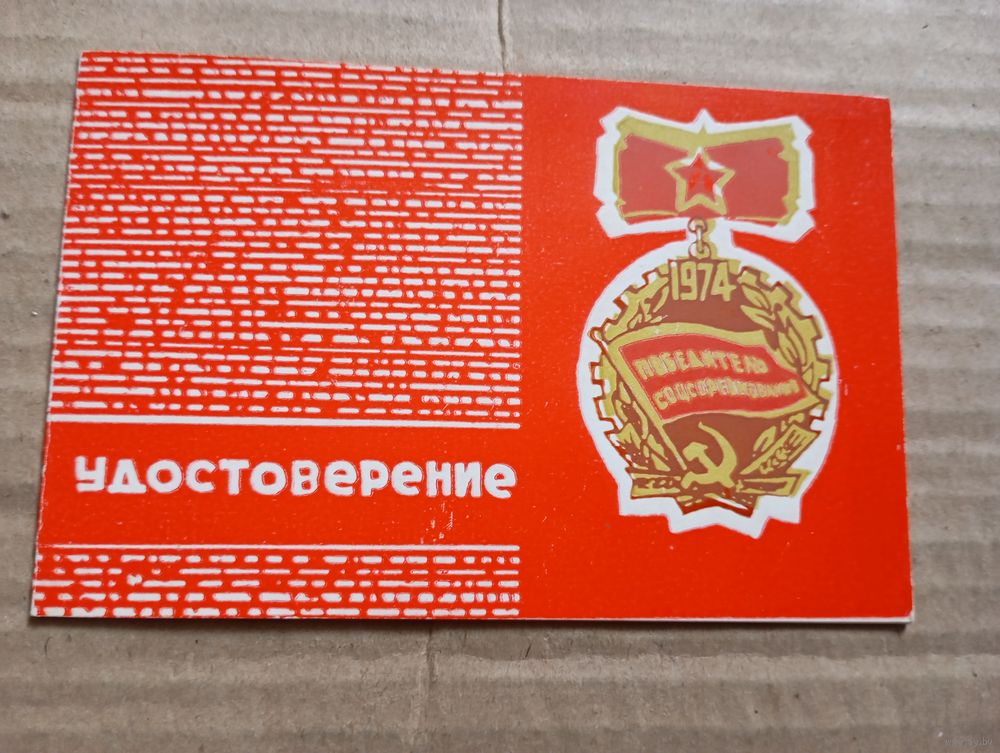 удостоверение
1974
ПОБЕДИТЕЛЬ
СОЦСОРЕВНОВАНИЯ